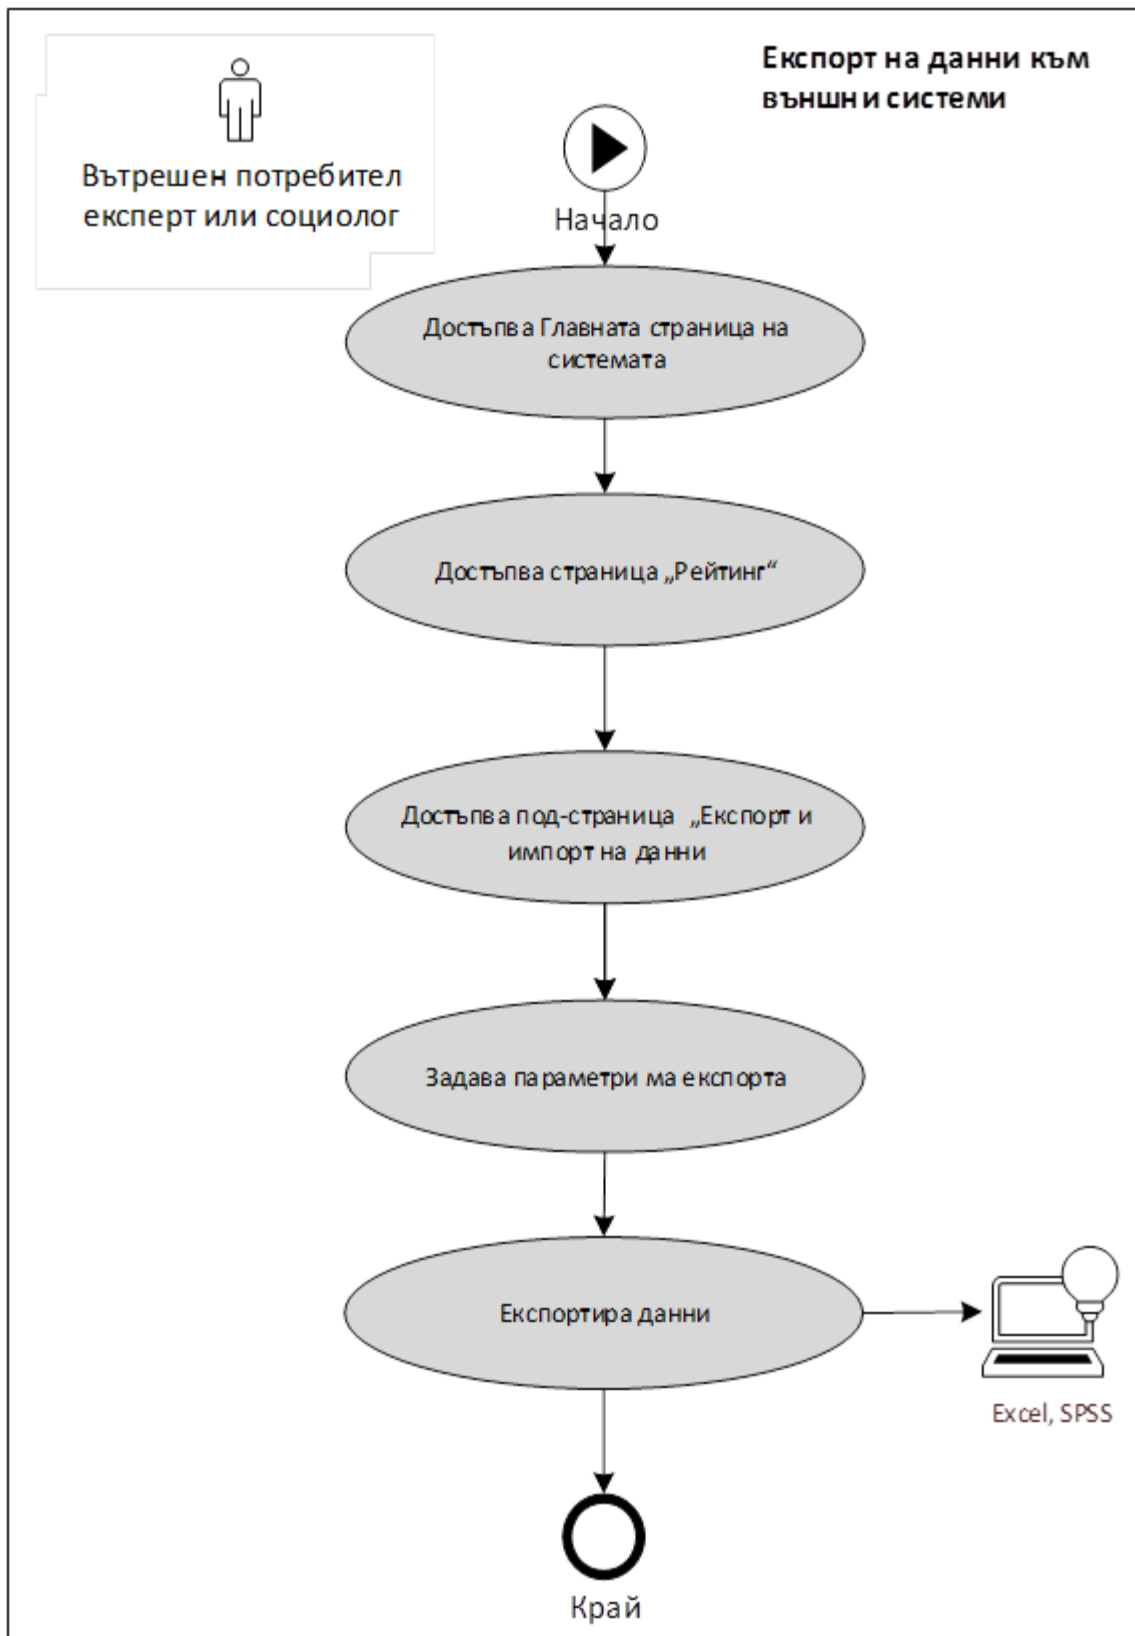 Експорт на данни към
външни системи
Вътрешен потребител
експерт или социолог
Начало
Достъпва Главната страница на
системата
Достъпва страница „Рейтинг“
Достъпва под-страница „Експорт и
импорт на данни
Задава параметри ма експорта
Експортира данни
Excel, SPSS
Край